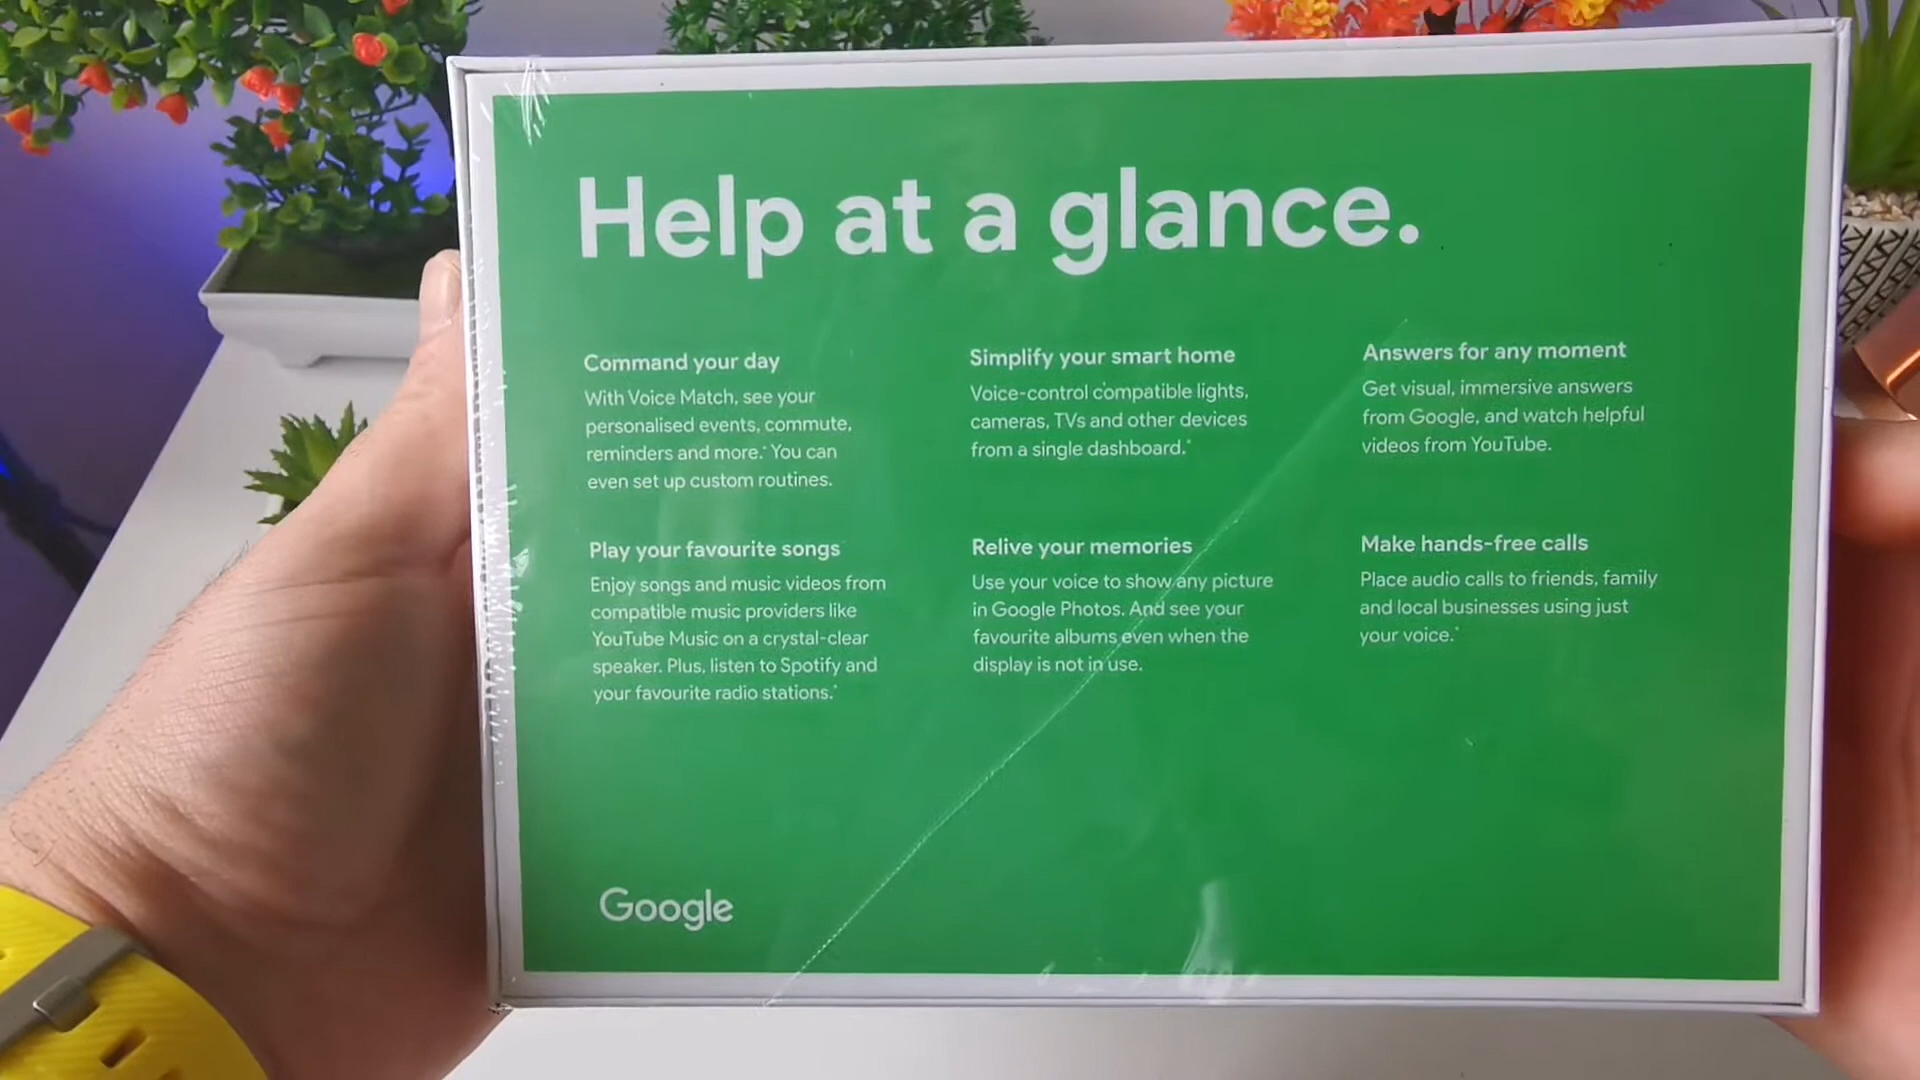 Help at a glance.
Command your day
With Voice Match, see your
personalised events, commute,
reminders and more.* You can
even set up custom routines.
Simplify your smart home
Voice-control compatible lights,
cameras, TVs and other devices
from a single dashboard.*
Answers for any moment
Get visual, immersive answers
from Google, and watch helpful
videos from YouTube.
Play your favourite songs
Enjoy songs and music videos from
compatible music providers like
YouTube Music on a crystal-clear
speaker. Plus, listen to Spotify and
your favourite radio stations.*
Relive your memories
Use your voice to show any picture
in Google Photos. And see your
favourite albums even when the
display is not in use.
Make hands-free calls
Place audio calls to friends, family
and local businesses using just
your voice.*
Google